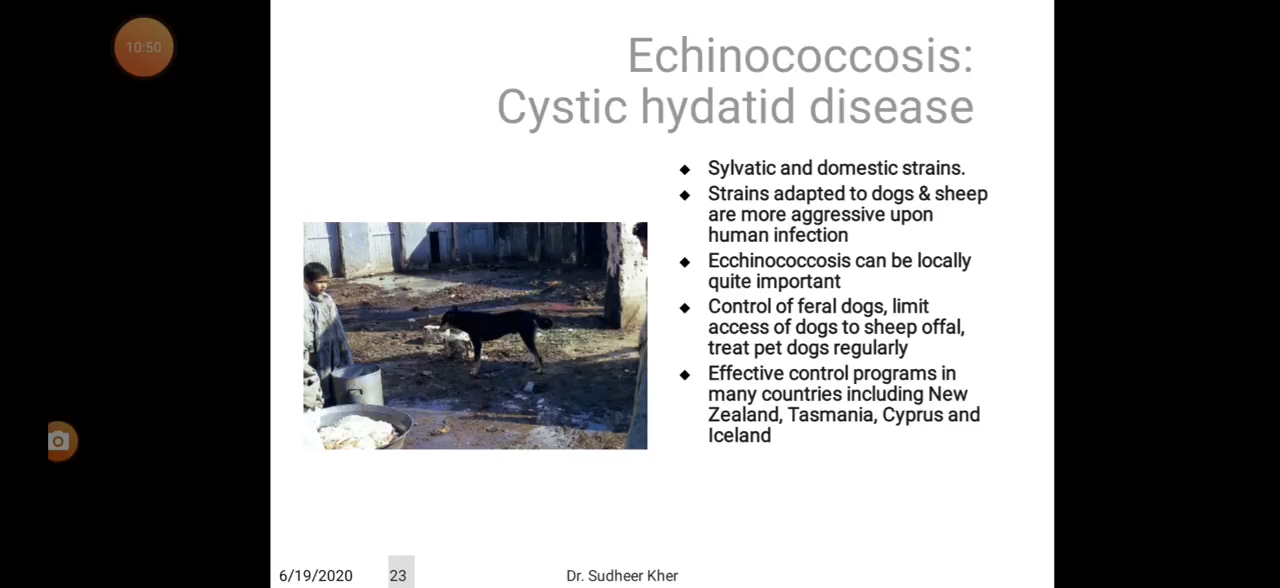 10:50
Echinococcosis:
Cystic hydatid disease
Sylvatic and domestic strains.
Strains adapted to dogs & sheep
are more aggressive upon
human infection
Ecchinococcosis can be locally
quite important
Control of feral dogs, limit
access of dogs to sheep offal,
treat pet dogs regularly
Effective control programs in
many countries including New
Zealand, Tasmania, Cyprus and
Iceland
6/19/2020
23
Dr. Sudheer Kher